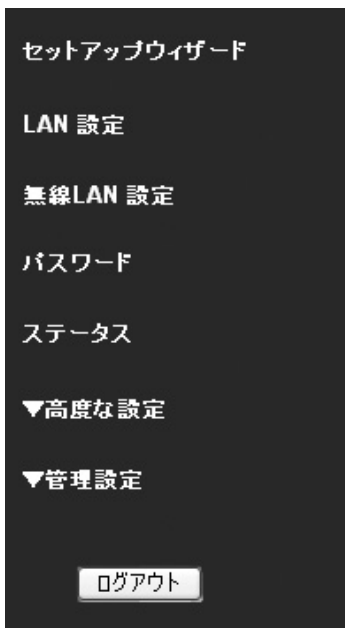 セットアップウィザード
LAN 設定
無線LAN 設定
パスワード
ステータス
▼高度な設定
▼管理設定
ログアウト